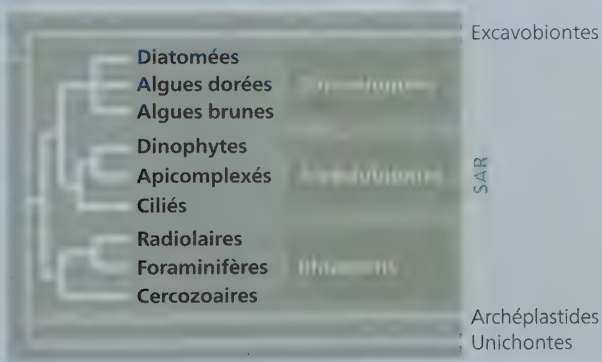 Excavobiontes
Diatomées
Algues dorées
Algues brunes
Dinophytes
Apicomplexés
Ciliés
SAR
Radiolaires
Foraminifères
Cercozoaires
Archéplastides
Unichontes